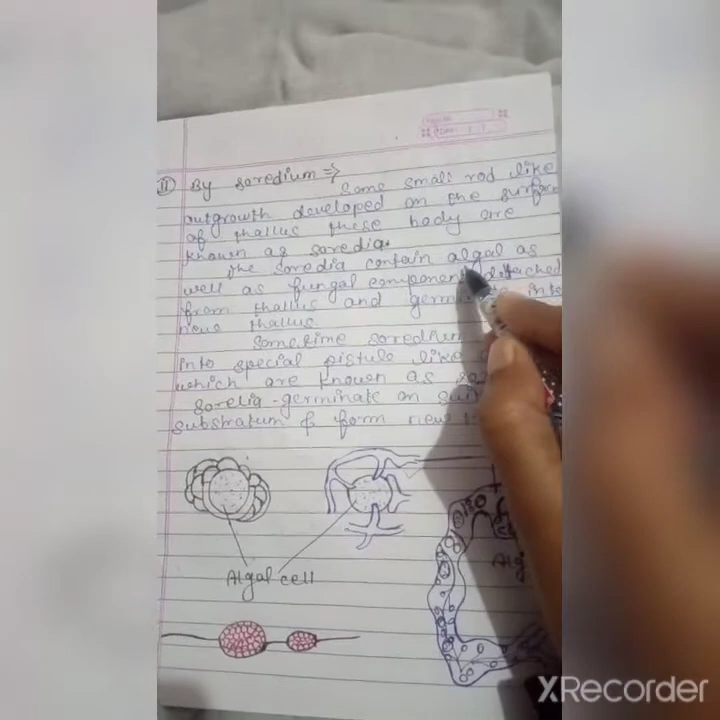 II By soredium ⇒
Some small rod like
outgrowth developed on the surface
of thallus these body are
known as soredia.
The soredia contain algal as
well as fungal component detached
from thallus and germinate into
new thallus
Sometime soredium
into special pistule like
which are known as
sorelia - germinate on
substratum & form new
Algal cell
XRecorder